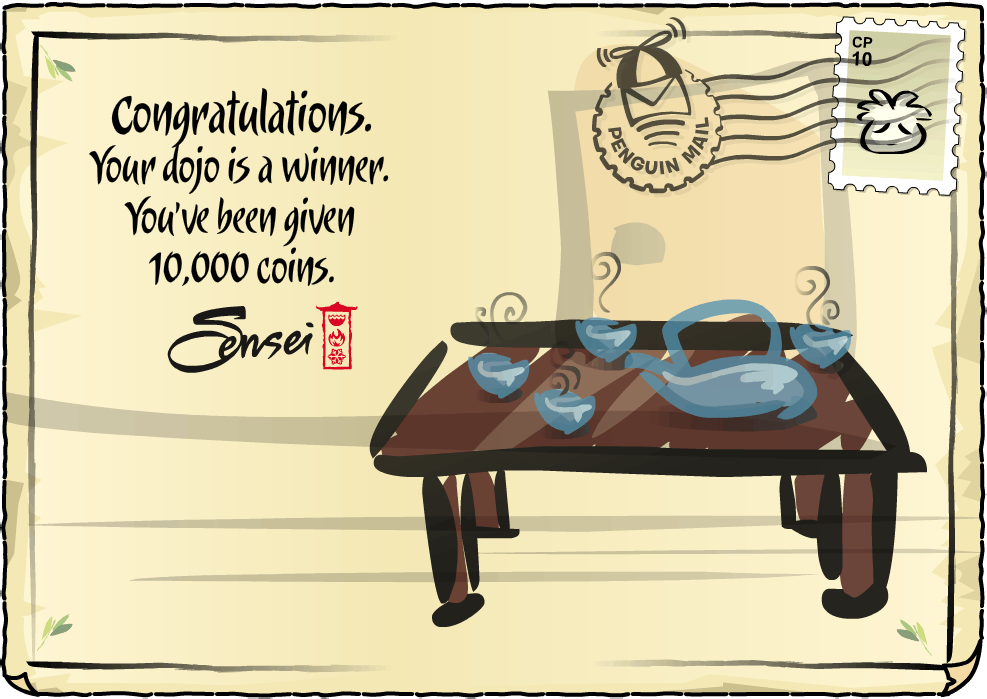 Congratulations.
Your dojo is a winner.
You've been given
10,000 coins.
Sensei
PENGUIN MAIL
CP
10